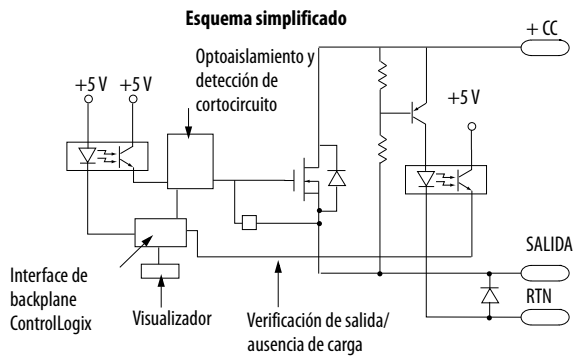 Esquema simplificado
+ CC
Optoaislamiento y
detección de
cortocircuito
+5 V
+5 V
+5 V
SALIDA
RTN
Interface de
backplane
ControlLogix
Visualizador
Verificación de salida/
ausencia de carga